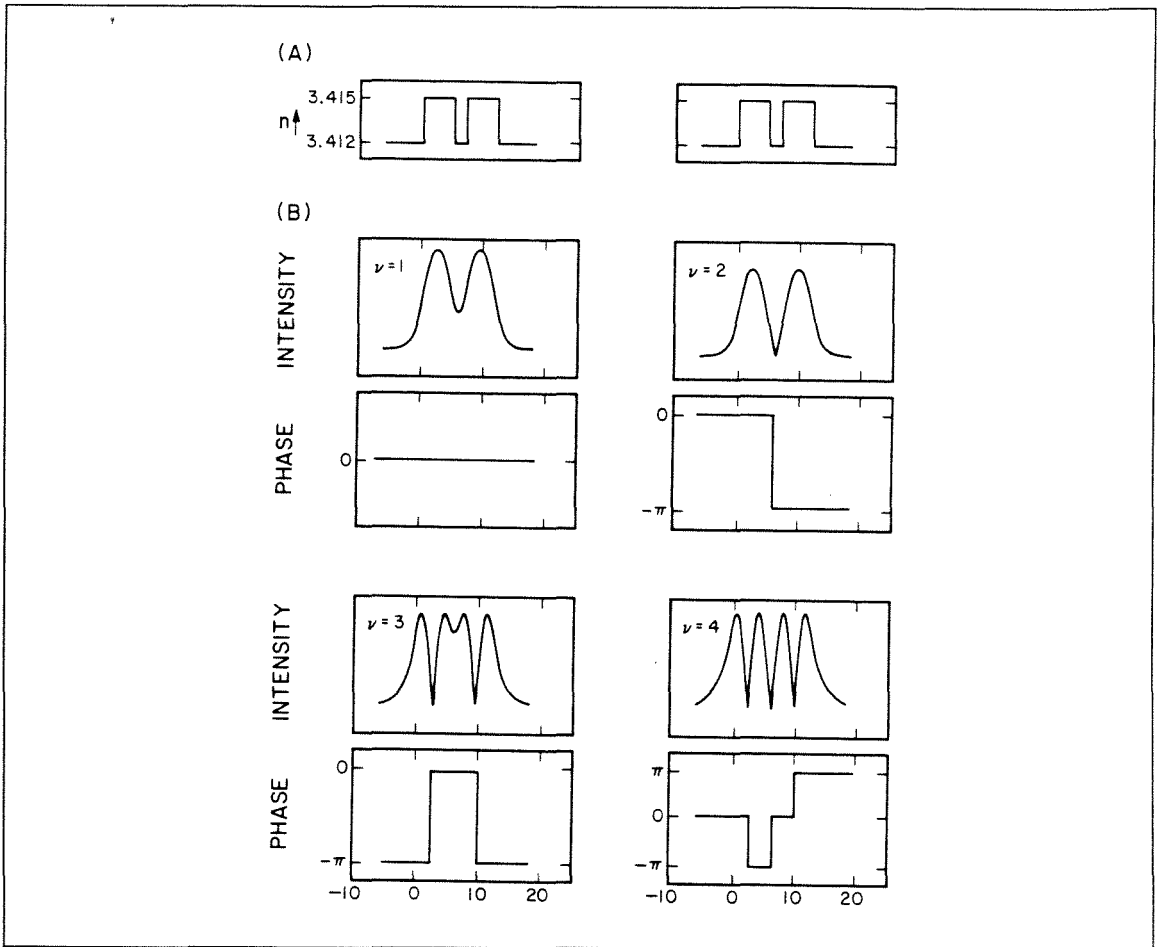 (A)
3.415
n↑
3.412
(B)
INTENSITY
ν = 1
ν = 2
PHASE
0
0
-π
INTENSITY
ν = 3
ν = 4
PHASE
0
-π
π
0
-π
-10 0 10 20
-10 0 10 20